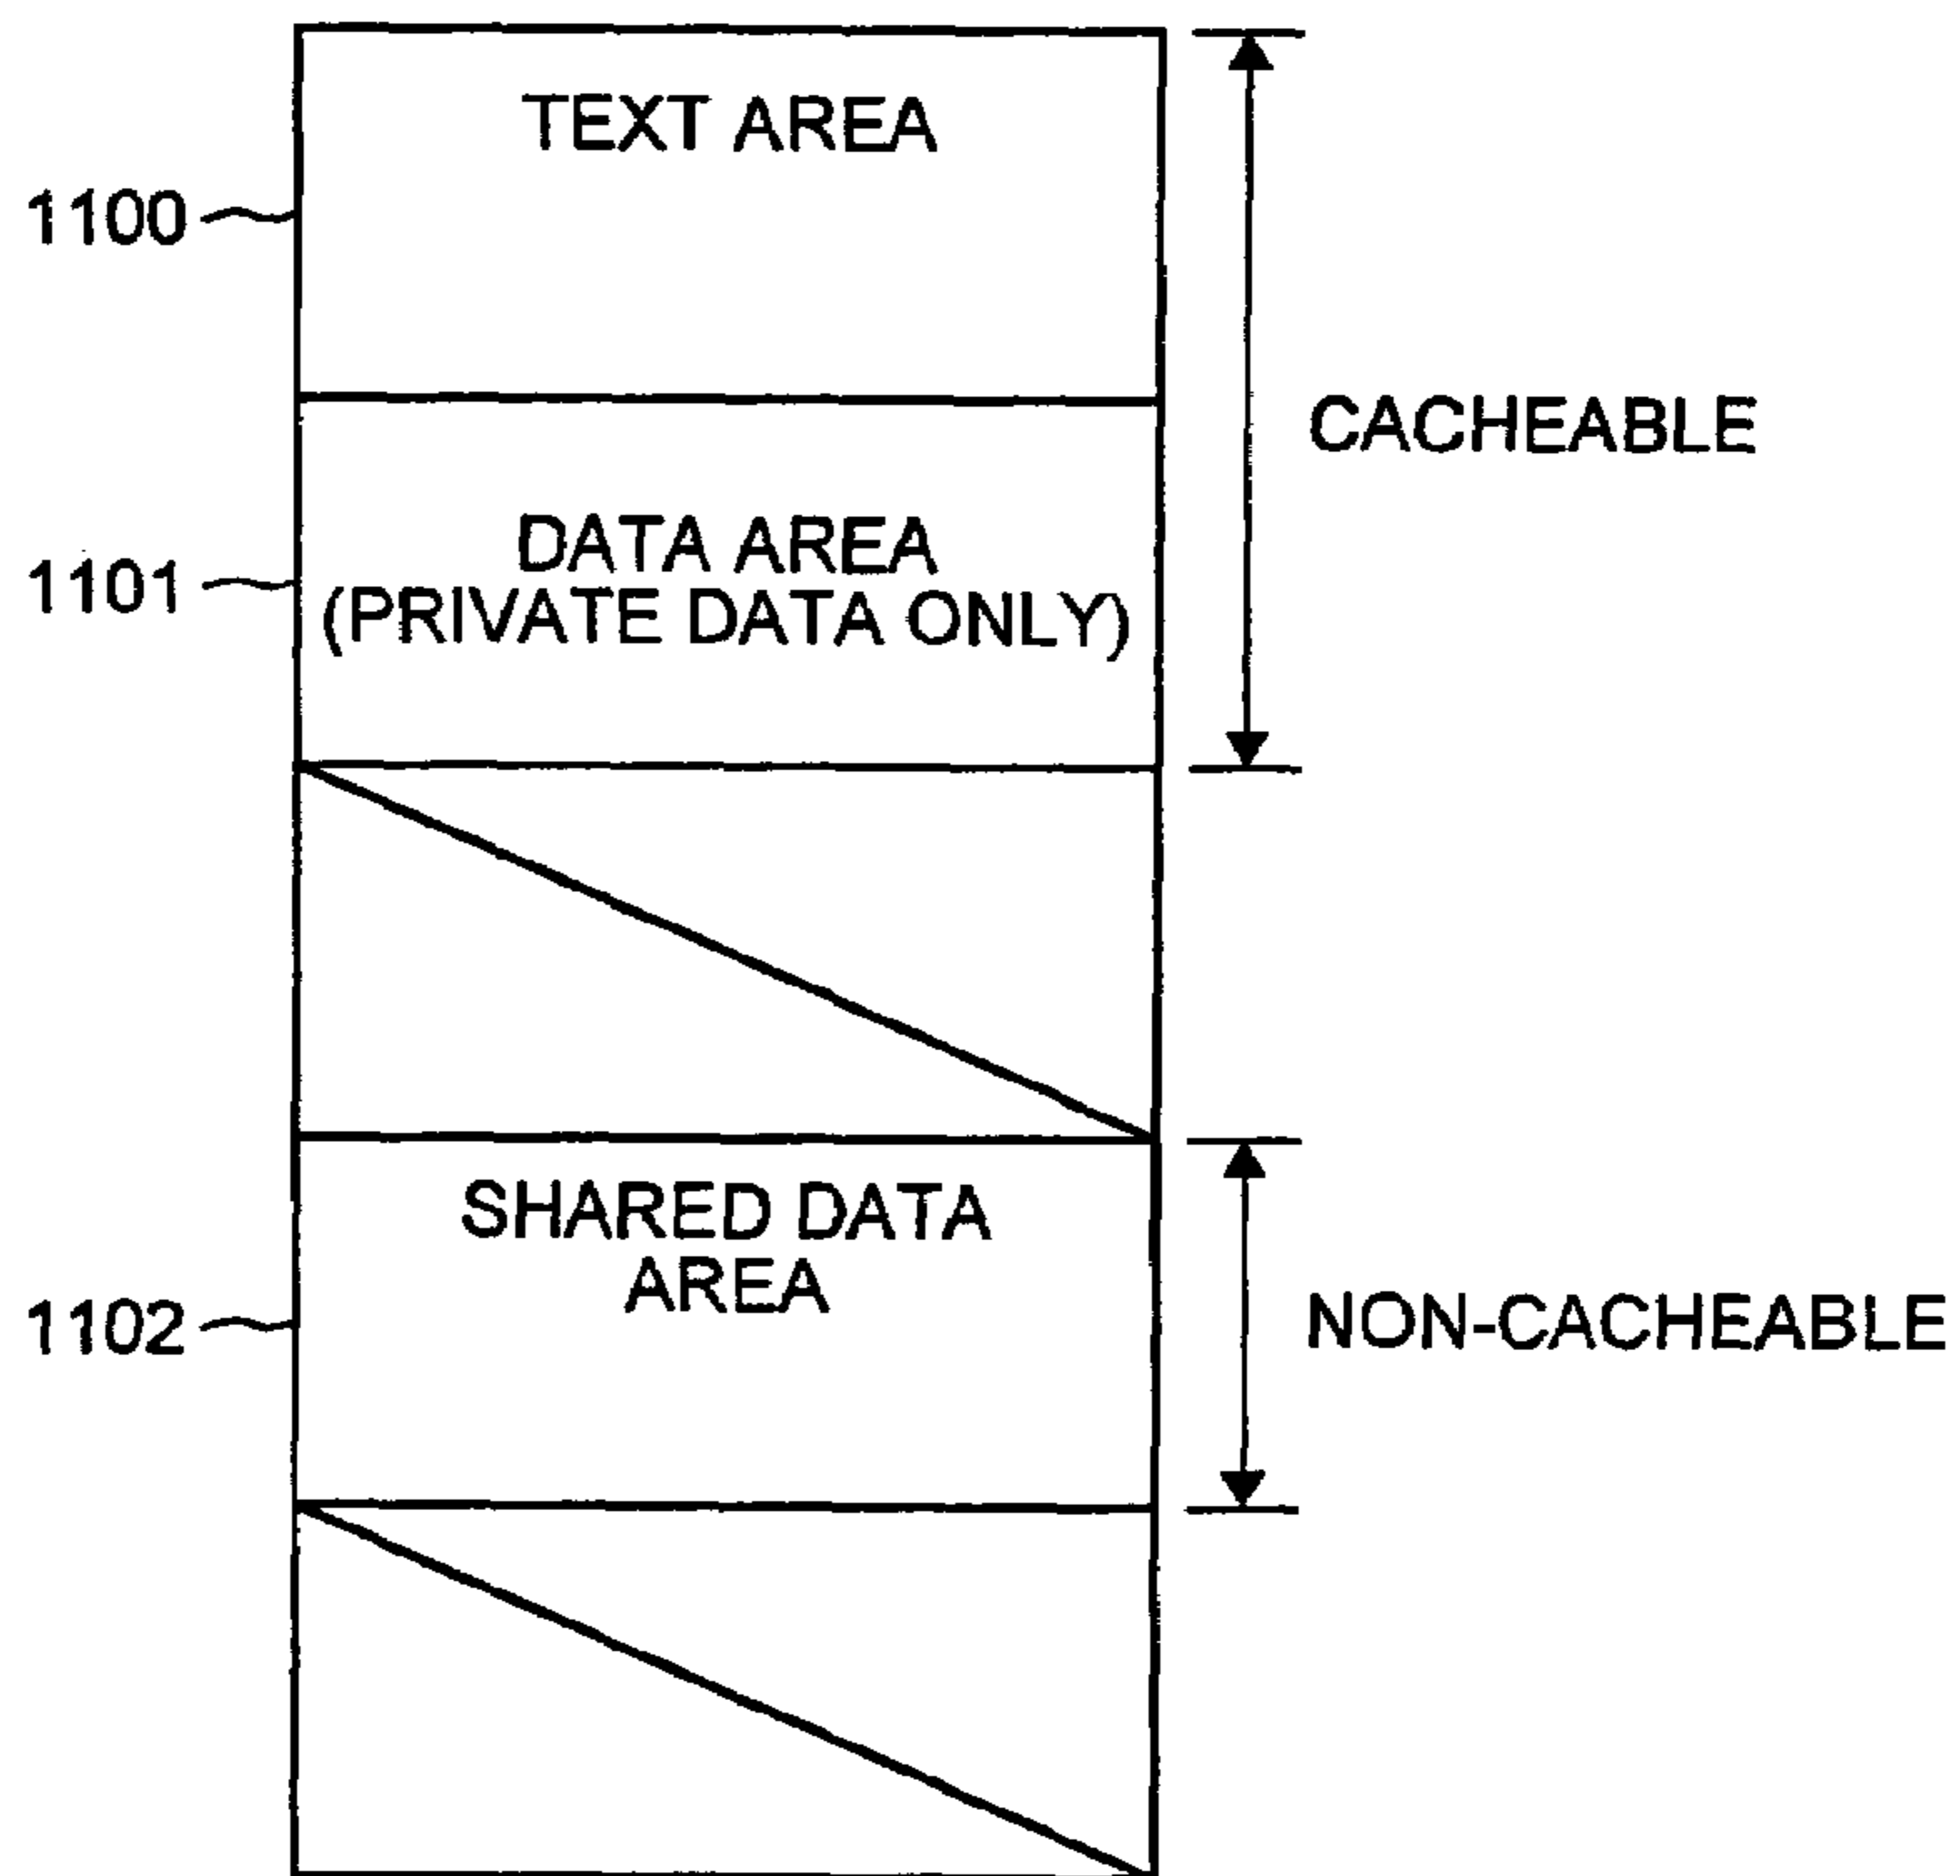 TEXT AREA
1100
CACHEABLE
DATA AREA
(PRIVATE DATA ONLY)
1101
SHARED DATA
AREA
1102
NON-CACHEABLE